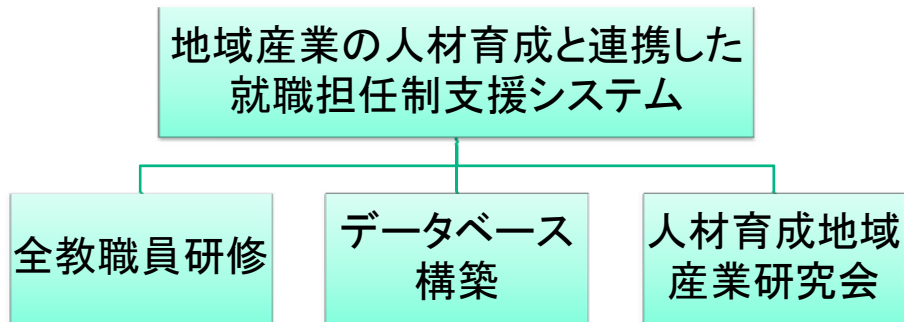 地域産業の人材育成と連携した
就職担任制支援システム
全教職員研修
データベース
構築
人材育成地域
産業研究会